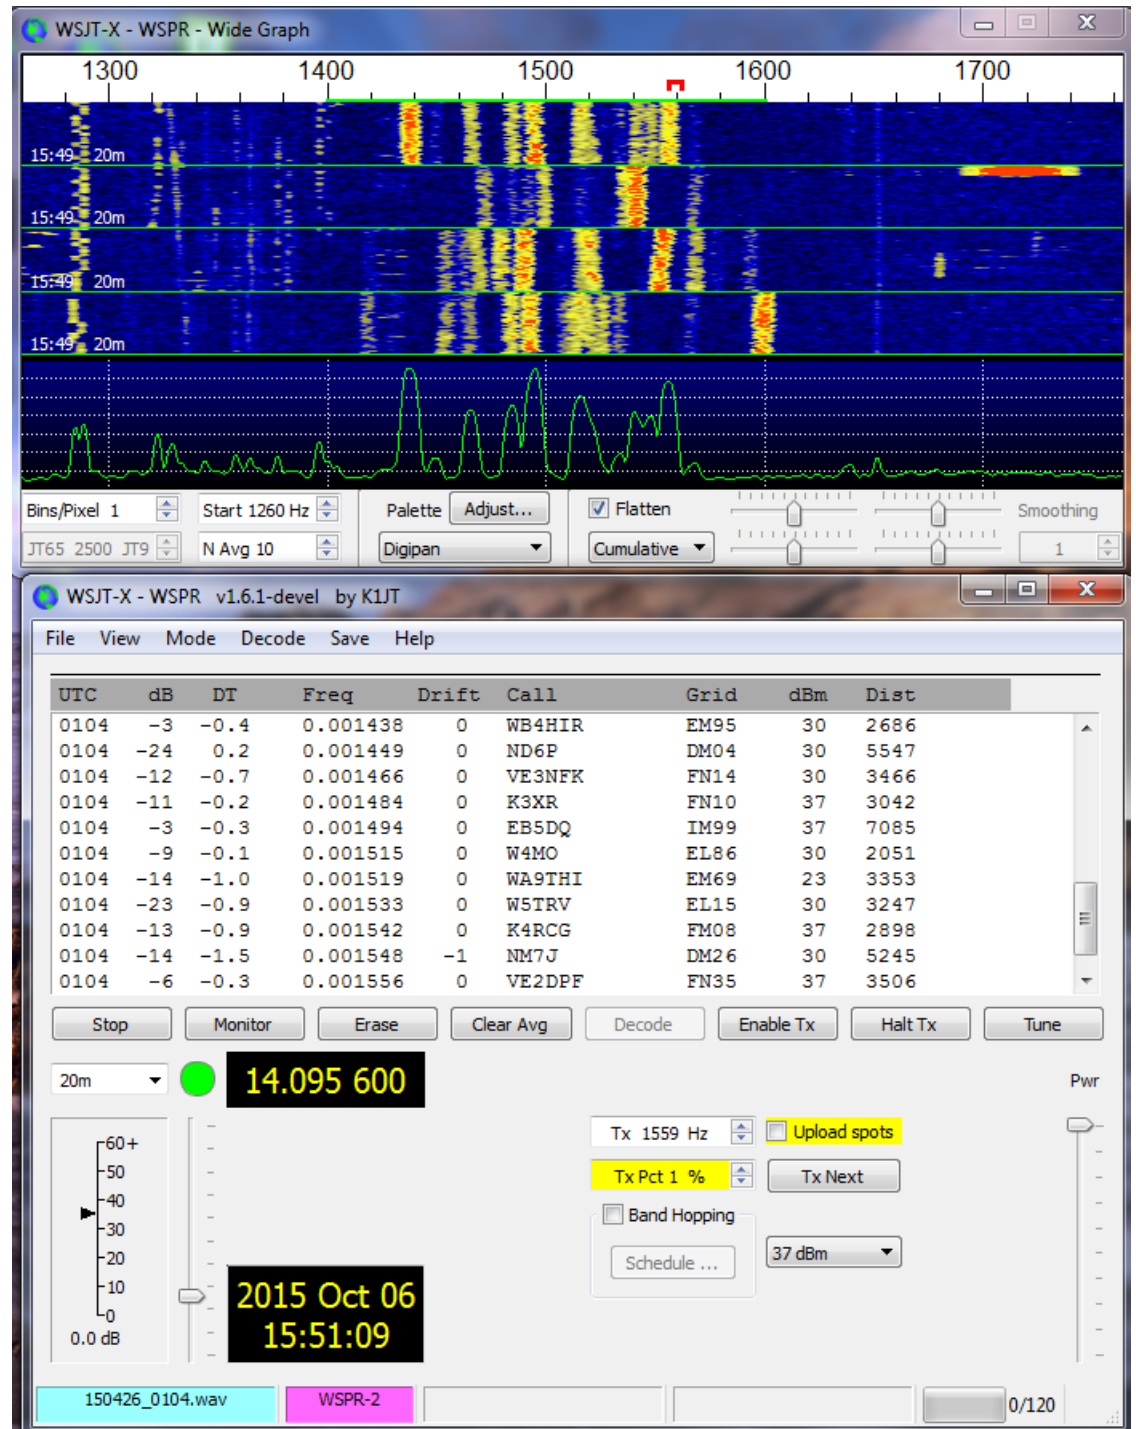 WSJT-X - WSPR - Wide Graph
1300 1400 1500 1600 1700
15:49 20m
15:49 20m
15:49 20m
15:49 20m
Bins/Pixel 1 Start 1260 Hz Palette Adjust... Flatten Smoothing
JT65 2500 JT9 N Avg 10 Digipan Cumulative 1
WSJT-X - WSPR v1.6.1-devel by K1JT
File View Mode Decode Save Help
UTC dB DT Freq Drift Call Grid dBm Dist
0104 -3 -0.4 0.001438 0 WB4HIR EM95 30 2686
0104 -24 0.2 0.001449 0 ND6P DM04 30 5547
0104 -12 -0.7 0.001466 0 VE3NFK FN14 30 3466
0104 -11 -0.2 0.001484 0 K3XR FN10 37 3042
0104 -3 -0.3 0.001494 0 EB5DQ IM99 37 7085
0104 -9 -0.1 0.001515 0 W4MO EL86 30 2051
0104 -14 -1.0 0.001519 0 WA9THI EM69 23 3353
0104 -23 -0.9 0.001533 0 W5TRV EL15 30 3247
0104 -13 -0.9 0.001542 0 K4RCG FM08 37 2898
0104 -14 -1.5 0.001548 -1 NM7J DM26 30 5245
0104 -6 -0.3 0.001556 0 VE2DPF FN35 37 3506
Stop Monitor Erase Clear Avg Decode Enable Tx Halt Tx Tune
20m 14.095 600 Pwr
Tx 1559 Hz Upload spots
60+
50
Tx Pct 1 % Tx Next
40
Band Hopping
30
37 dBm
20
Schedule ...
10
0
0.0 dB
2015 Oct 06
15:51:09
150426_0104.wav WSPR-2 0/120